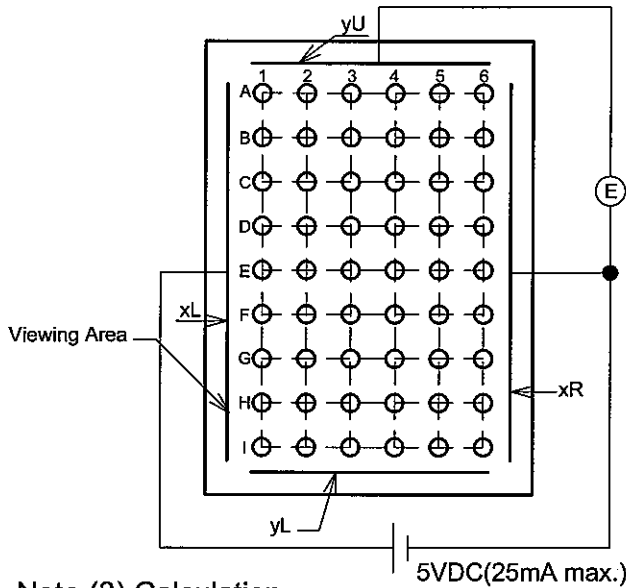 yU
1 2 3 4 5 6
A
B
C
E
D
E
xL
F
Viewing Area
G
xR
H
I
yL
5VDC(25mA max.)
Note (3) Calculation